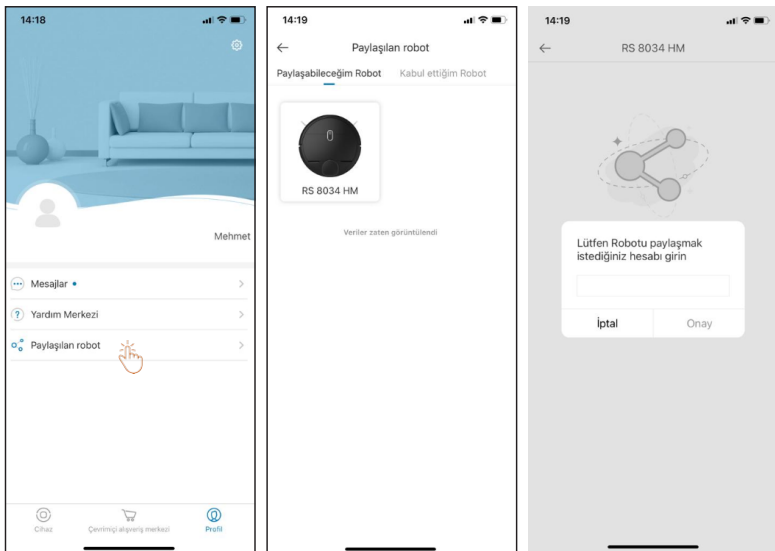 14:18
Mehmet
Mesajlar
Yardım Merkezi
Paylaşılan robot
Cihaz
Çevrimiçi alışveriş merkezi
Profil
14:19
Paylaşılan robot
Paylaşabileceğim Robot
Kabul ettiğim Robot
RS 8034 HM
Veriler zaten görüntülendi
14:19
RS 8034 HM
Lütfen Robotu paylaşmak
istediğiniz hesabı girin
İptal
Onay